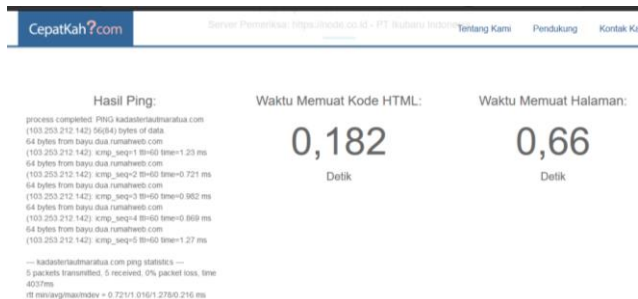 CepatKah?com
Server Pemeriksa: https://node.co.id - PT Ikubaru Indonesia
Tentang Kami
Pendukung
Kontak Ka
Hasil Ping:
process completed: PING kadasterlautmaratua.com
(103.253.212.142) 56(84) bytes of data.
64 bytes from bayu.dua.rumahweb.com
(103.253.212.142): icmp_seq=1 ttl=60 time=1.23 ms
64 bytes from bayu.dua.rumahweb.com
(103.253.212.142): icmp_seq=2 ttl=60 time=0.721 ms
64 bytes from bayu.dua.rumahweb.com
(103.253.212.142): icmp_seq=3 ttl=60 time=0.982 ms
64 bytes from bayu.dua.rumahweb.com
(103.253.212.142): icmp_seq=4 ttl=60 time=0.869 ms
64 bytes from bayu.dua.rumahweb.com
(103.253.212.142): icmp_seq=5 ttl=60 time=1.27 ms
--- kadasterlautmaratua.com ping statistics ---
5 packets transmitted, 5 received, 0% packet loss, time
4037ms
rtt min/avg/max/mdev = 0.721/1.016/1.278/0.216 ms
Waktu Memuat Kode HTML:
0,182
Detik
Waktu Memuat Halaman:
0,66
Detik